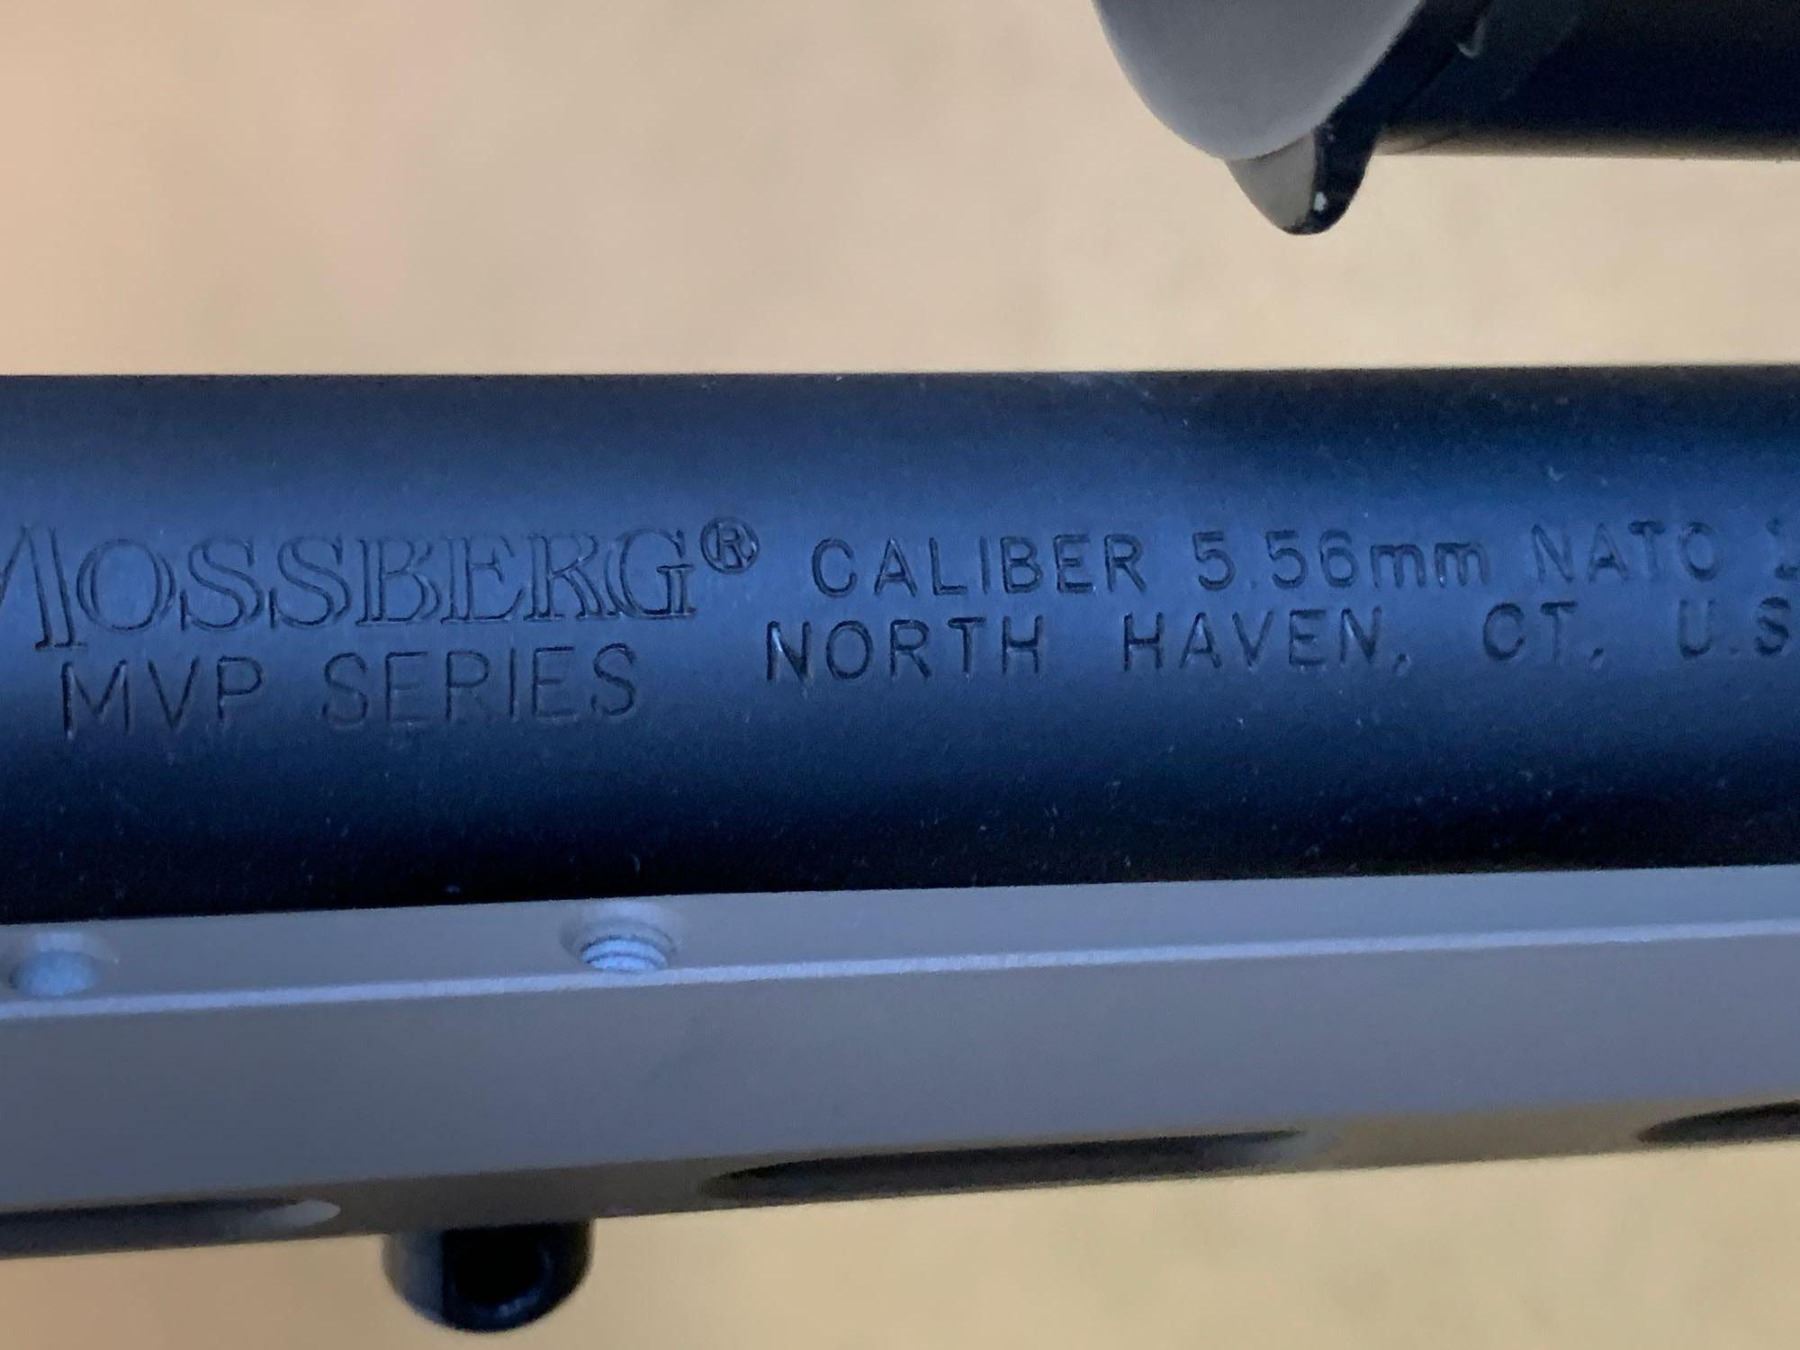 MOSSBERG® CALIBER 5.56mm NATO
MVP SERIES NORTH HAVEN, CT. U.S